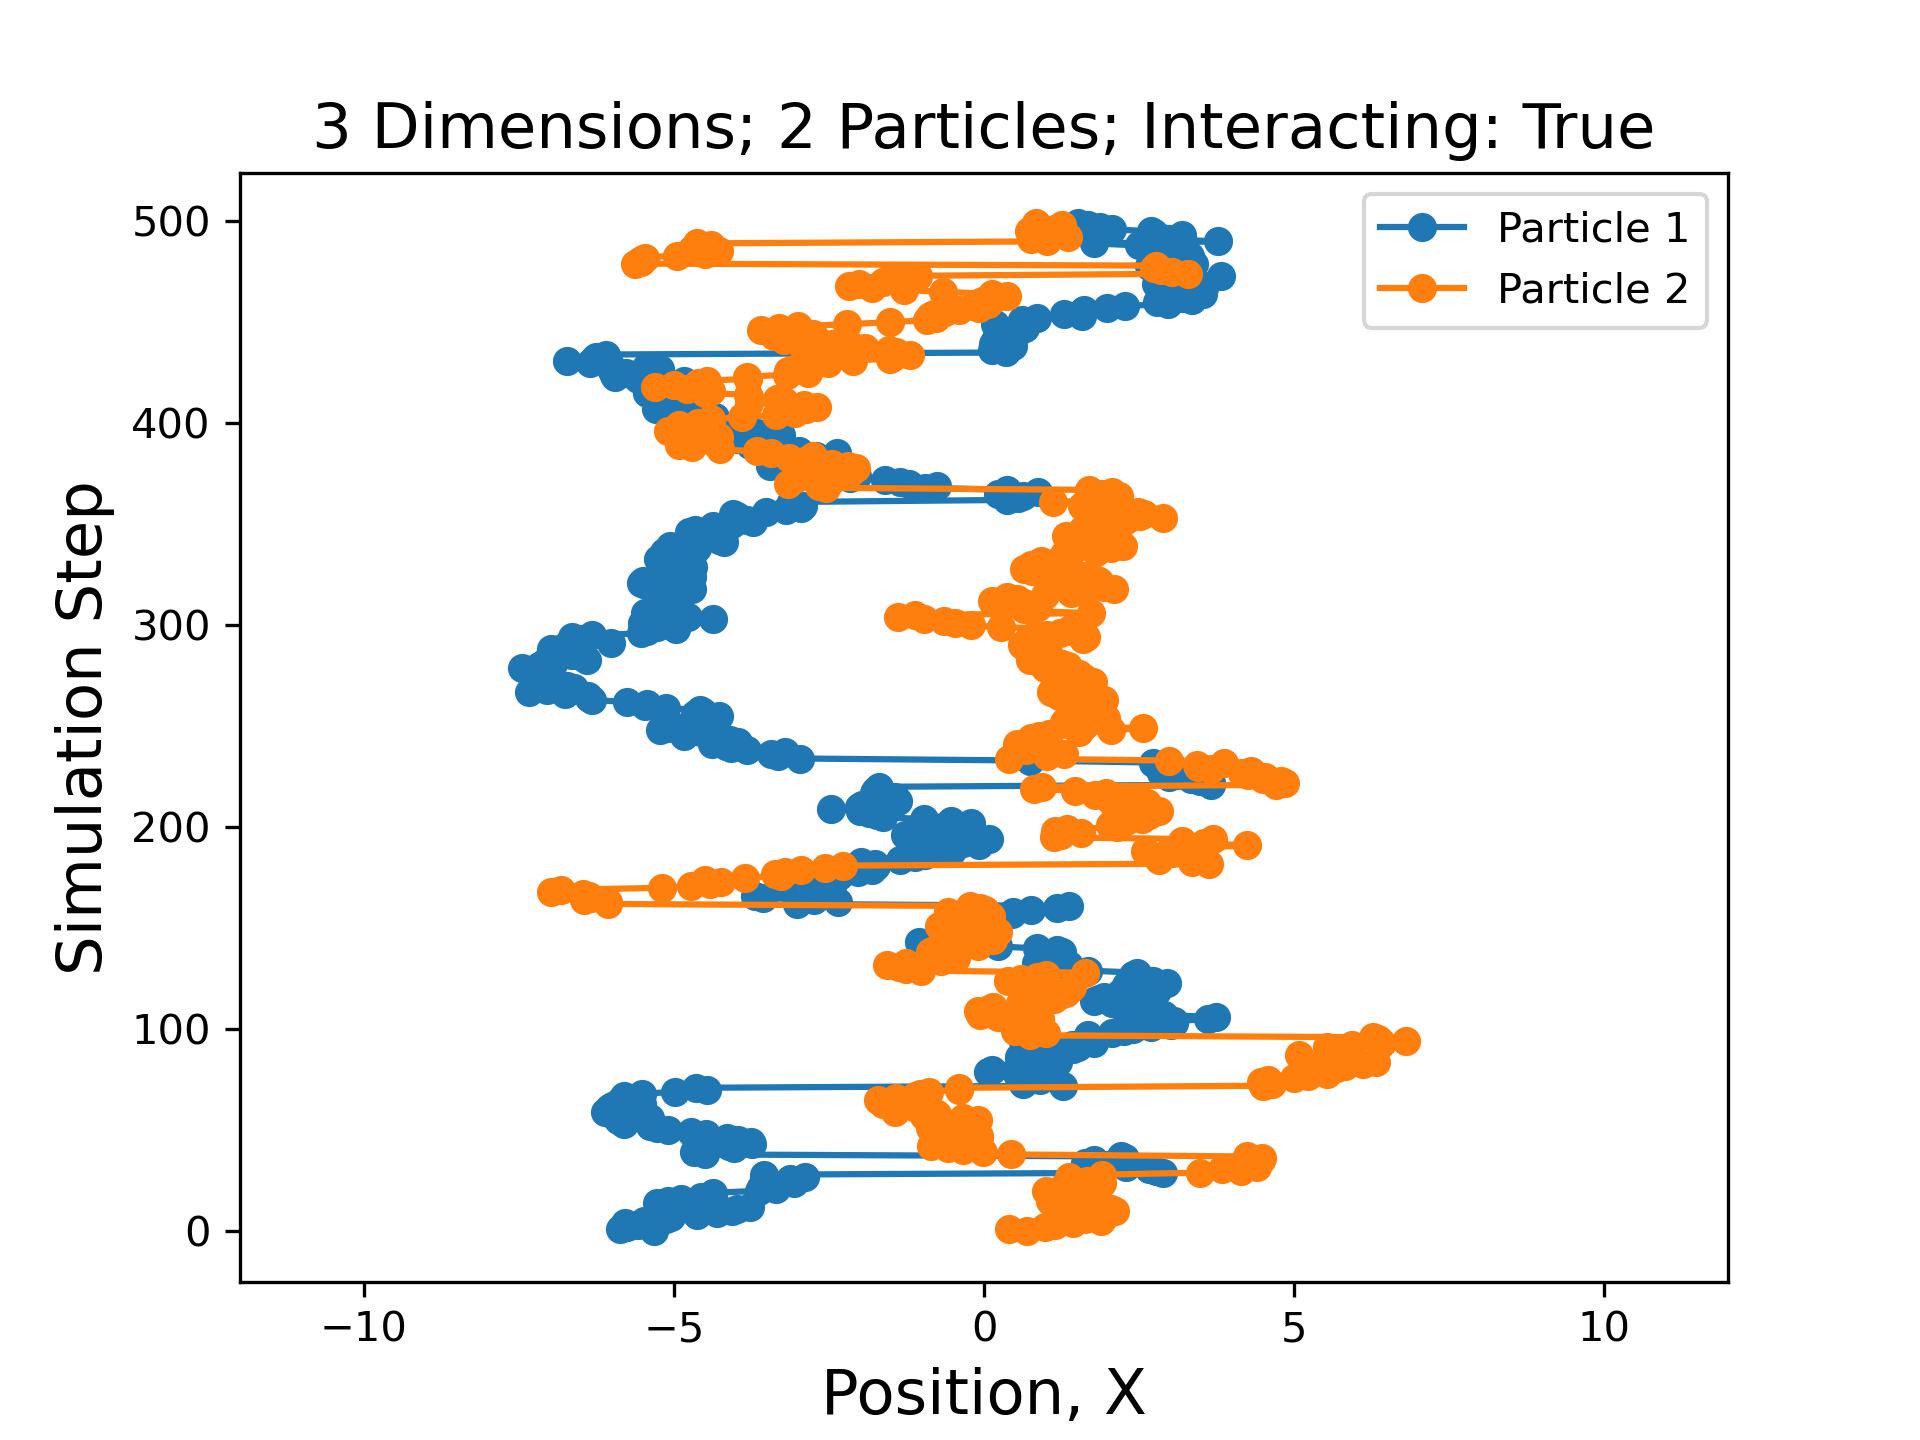 3 Dimensions; 2 Particles; Interacting: True
Particle 1
Particle 2
Simulation Step
500
400
300
200
100
0
−10
−5
0
5
10
Position, X